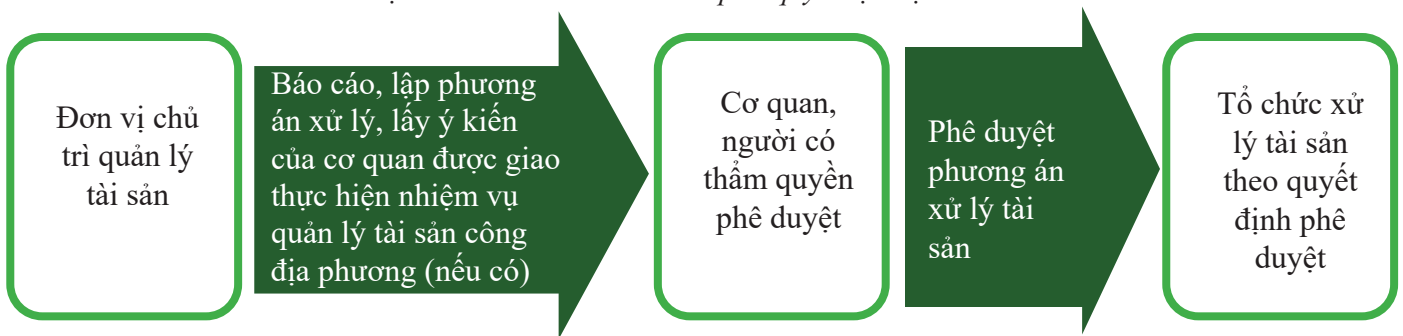 Đơn vị chủ
trì quản lý
tài sản
Báo cáo, lập phương
án xử lý, lấy ý kiến
của cơ quan được giao
thực hiện nhiệm vụ
quản lý tài sản công
địa phương (nếu có)
Cơ quan,
người có
thẩm quyền
phê duyệt
Phê duyệt
phương án
xử lý tài
sản
Tổ chức xử
lý tài sản
theo quyết
định phê
duyệt